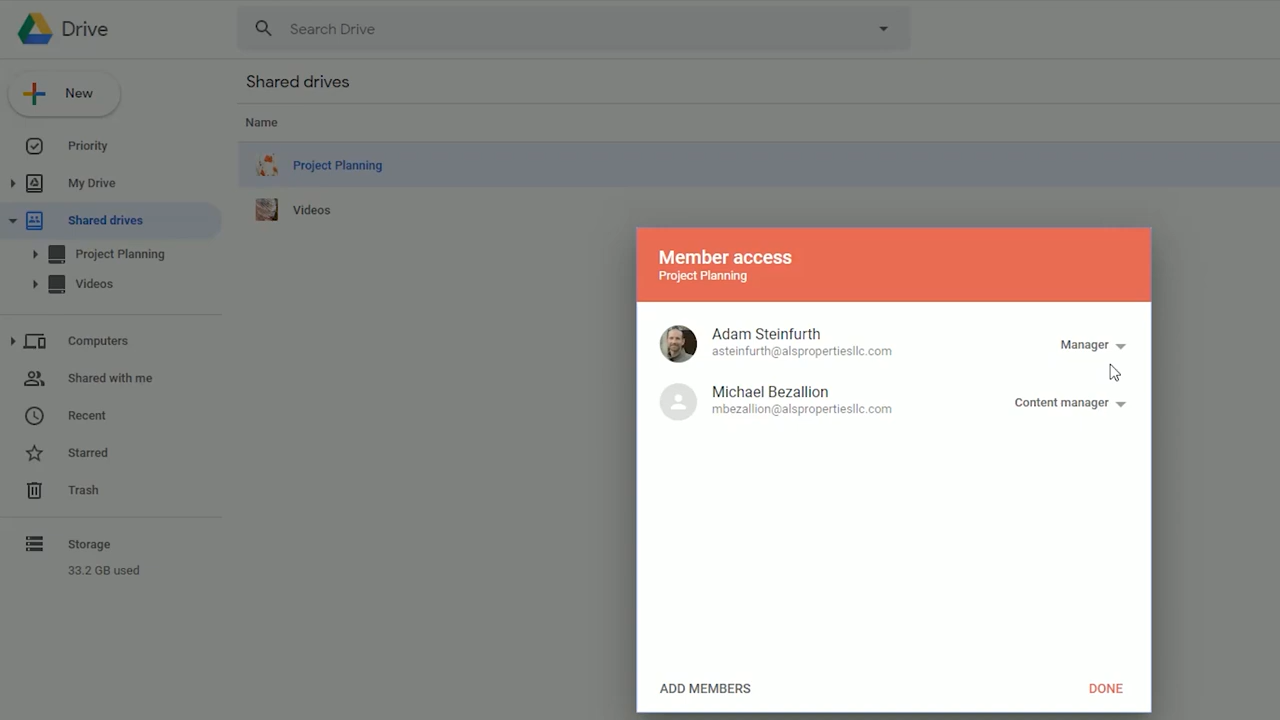 Drive
Search Drive
New
Priority
My Drive
Shared drives
Project Planning
Videos
Computers
Shared with me
Recent
Starred
Trash
Storage
33.2 GB used
Shared drives
Name
Project Planning
Videos
Member access
Project Planning
Adam Steinfurth
asteinfurth@alspropertiesllc.com
Manager
Michael Bezallion
mbezallion@alspropertiesllc.com
Content manager
ADD MEMBERS
DONE